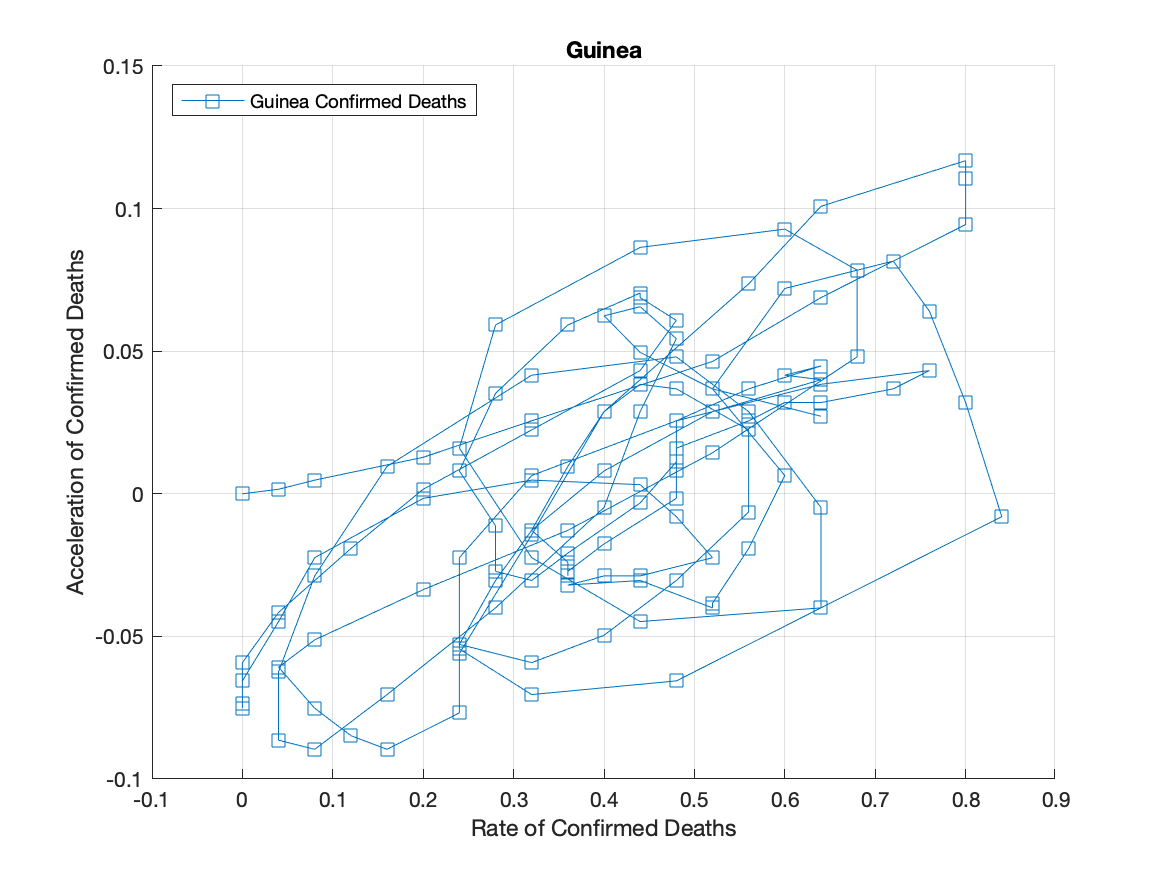 Guinea
0.15
Guinea Confirmed Deaths
0.1
0.05
0
-0.05
-0.1
Acceleration of Confirmed Deaths
-0.1 0 0.1 0.2 0.3 0.4 0.5 0.6 0.7 0.8 0.9
Rate of Confirmed Deaths